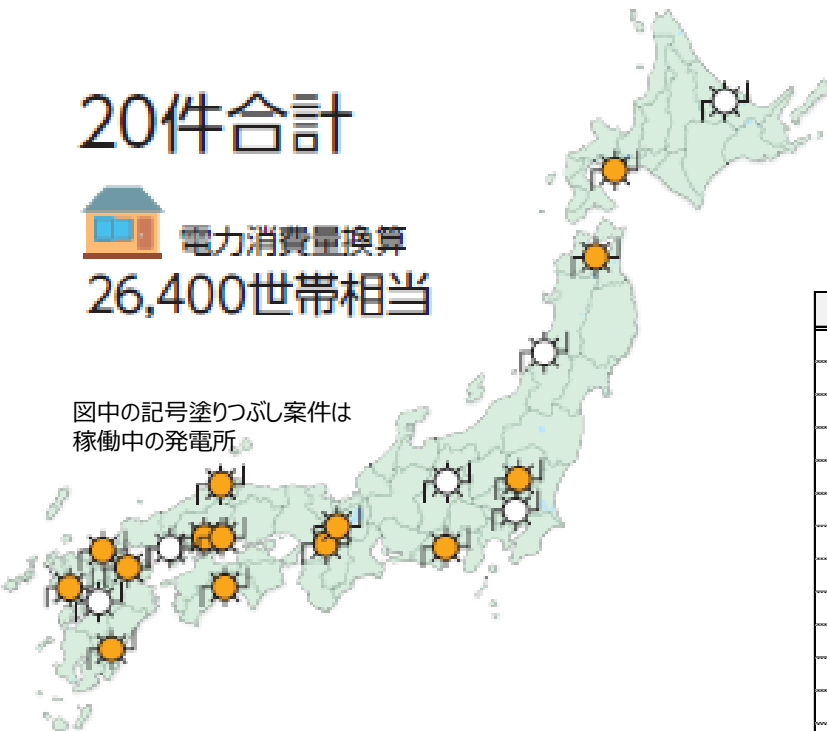 20件合計
電力消費量換算
26,400世帯相当
図中の記号塗りつぶし案件は
稼働中の発電所